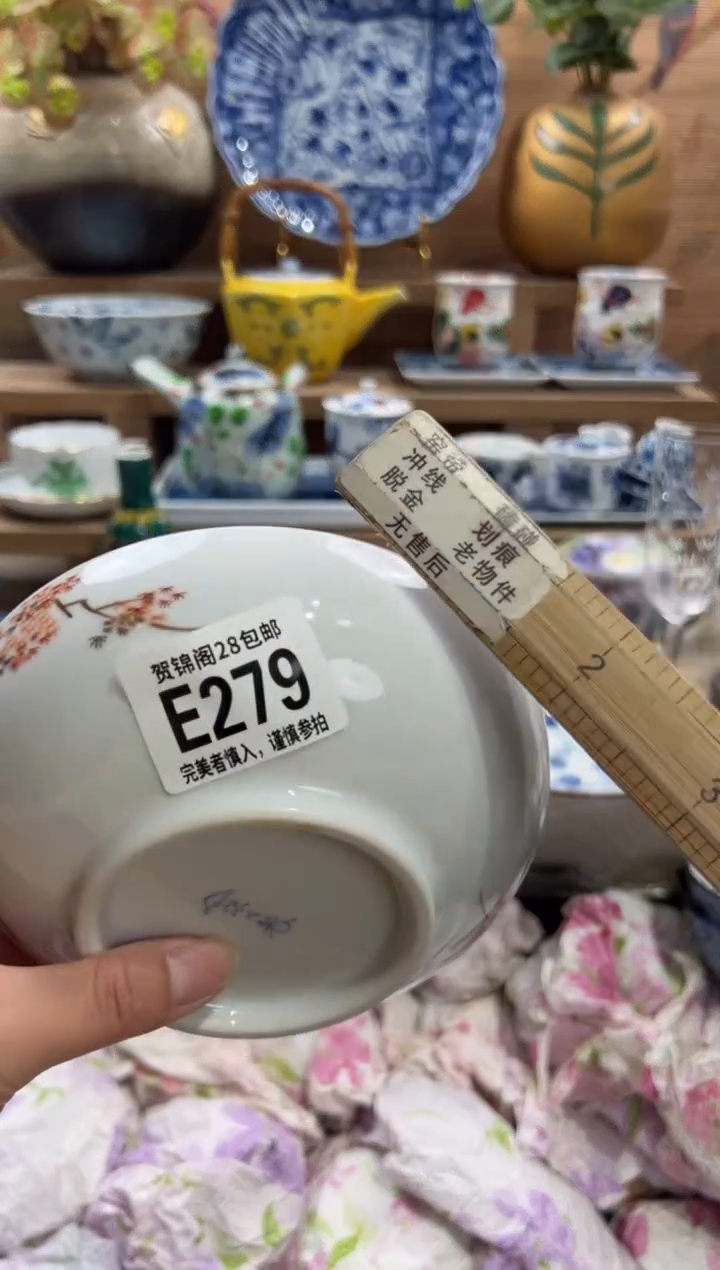 贺锦阁28包邮
E279
完美者慎入，谨慎参拍
冲线
脱金
划痕
无售后
老物件
2
3